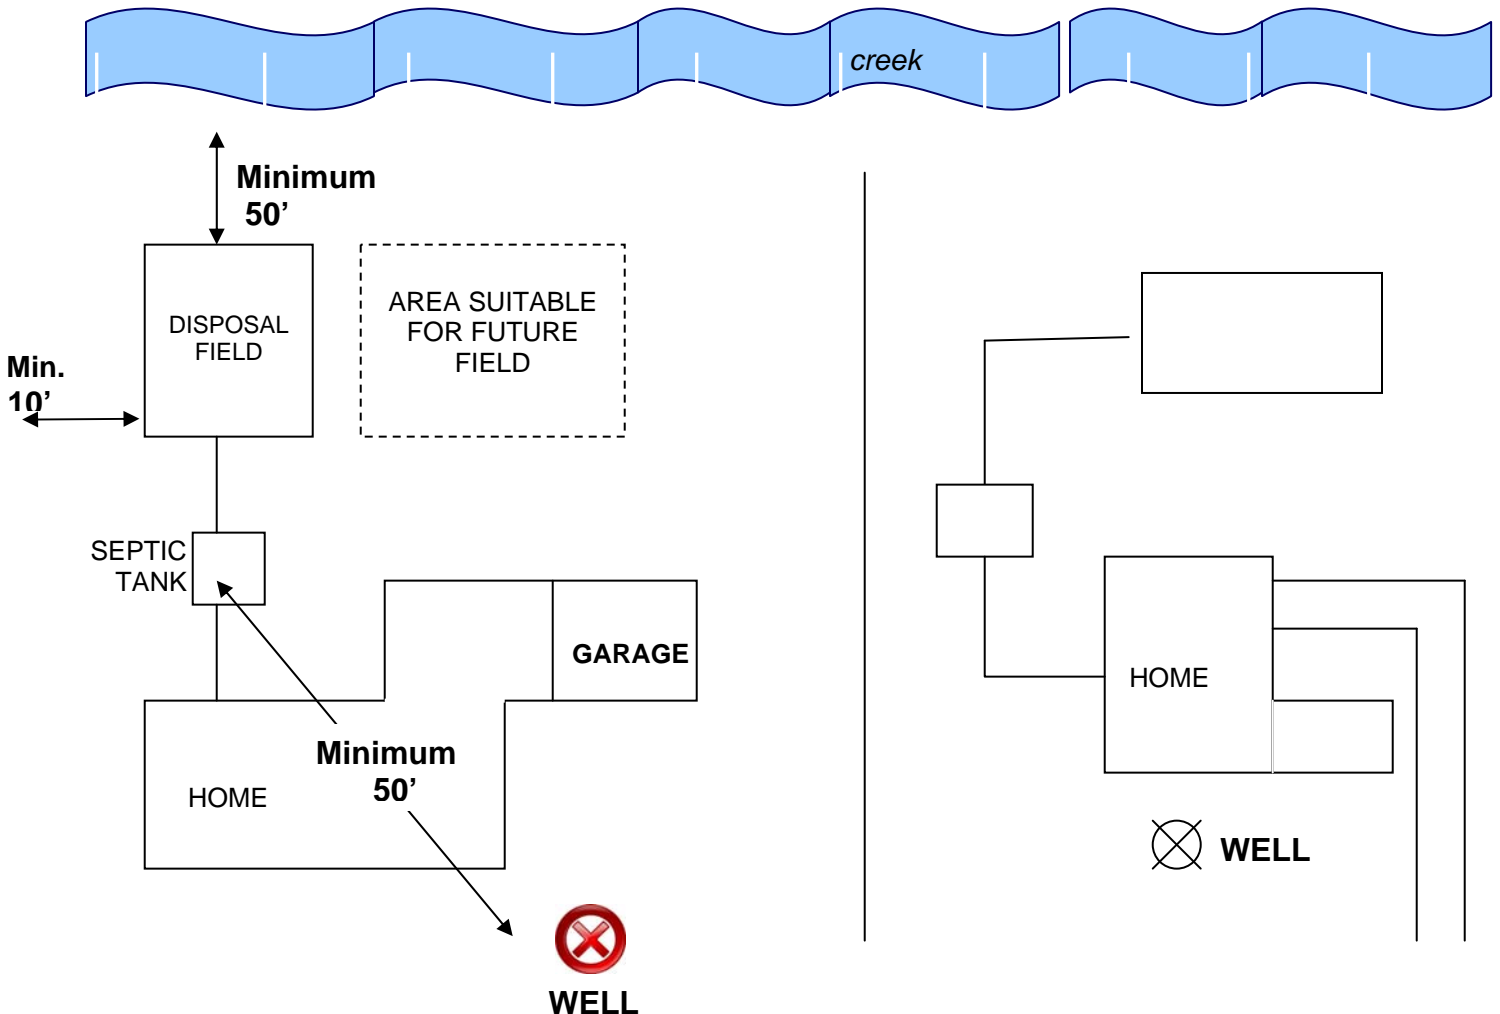 creek
Minimum
50’
DISPOSAL
FIELD
AREA SUITABLE
FOR FUTURE
FIELD
Min.
10’
SEPTIC
TANK
GARAGE
HOME
Minimum
50’
HOME
WELL
WELL